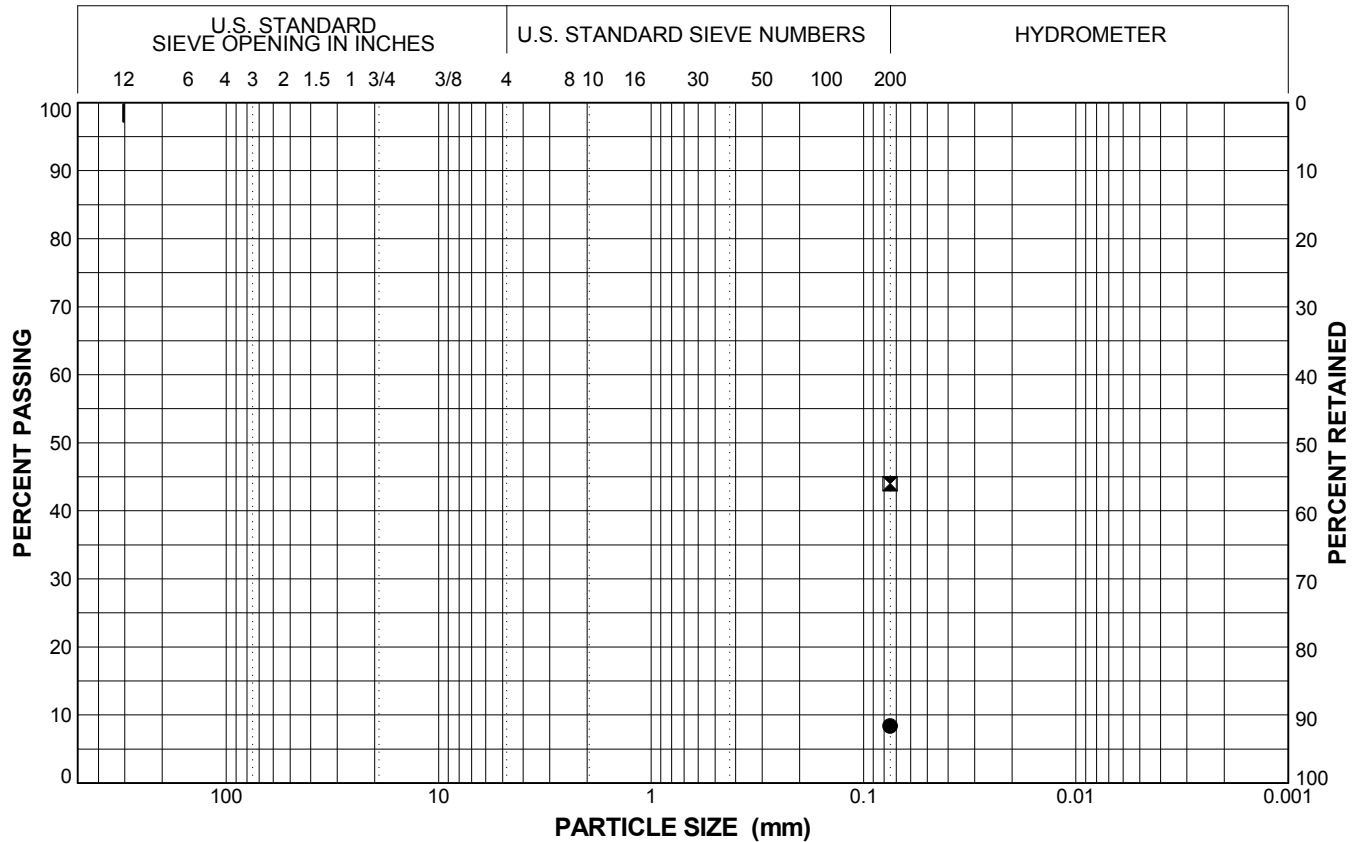 U.S. STANDARD
SIEVE OPENING IN INCHES
U.S. STANDARD SIEVE NUMBERS
HYDROMETER
12 6 4 3 2 1.5 1 3/4 3/8 4 8 10 16 30 50 100 200
100 0
90 10
80 20
70 30
60 40
50 50
40 60
30 70
20 80
10 90
0 100
PERCENT PASSING
PERCENT RETAINED
100 10 1 0.1 0.01 0.001
PARTICLE SIZE (mm)